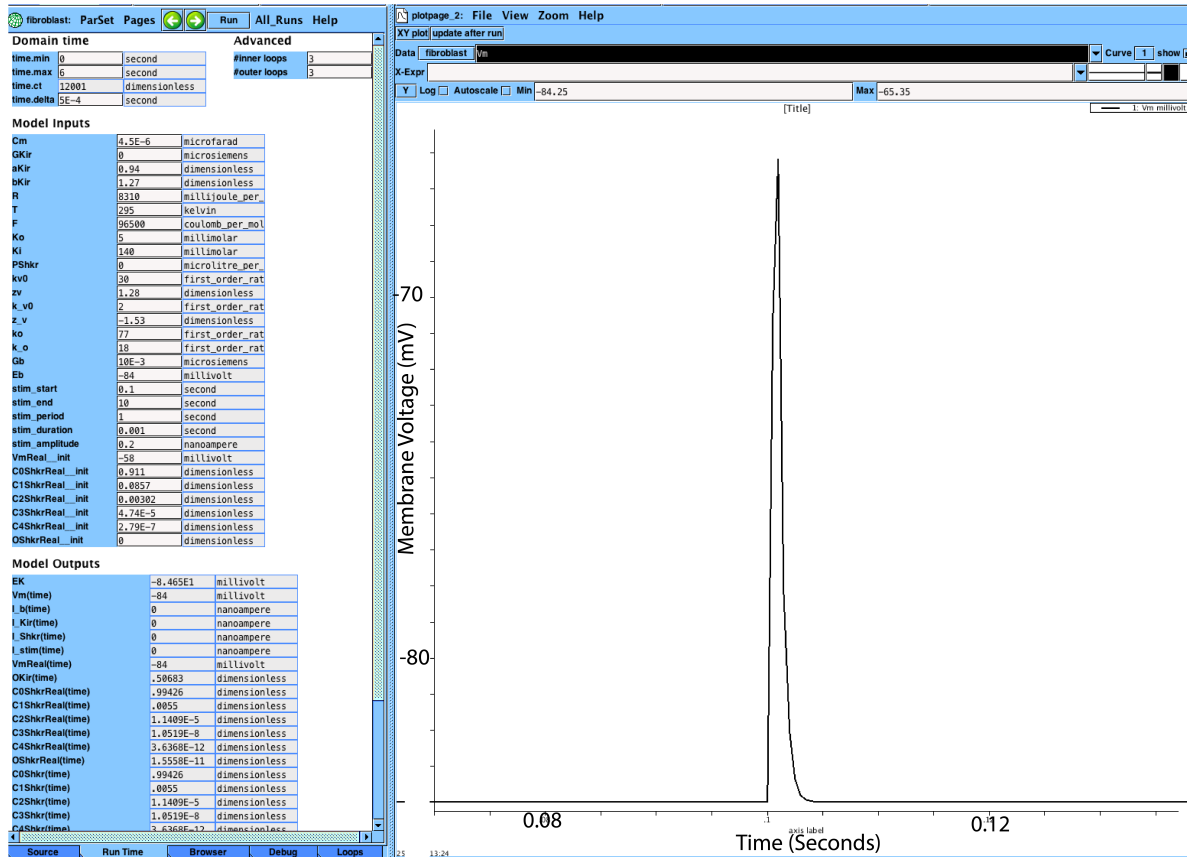 fibroblast: ParSet Pages Run All_Runs Help
Domain time
time.min 0 second
time.max 6 second
time.ct 12001 dimensionless
time.delta 5E-4 second
Advanced
#inner loops 3
#outer loops 3
Model Inputs
Cm 4.5E-6 microfarad
GKir 0 microsiemens
aKir 0.94 dimensionless
bKir 1.27 dimensionless
R 8310 millijoule_per_
T 295 kelvin
F 96500 coulomb_per_mol
Ko 5 millimolar
Ki 140 millimolar
PShkr 0 microlitre_per_
kv0 30 first_order_rat
zv 1.28 dimensionless
k_v0 2 first_order_rat
z_v -1.53 dimensionless
ko 77 first_order_rat
k_o 18 first_order_rat
Gb 10E-3 microsiemens
Eb -84 millivolt
stim_start 0.1 second
stim_end 10 second
stim_period 1 second
stim_duration 0.001 second
stim_amplitude 0.2 nanoampere
VmReal__init -58 millivolt
C0ShkrReal__init 0.911 dimensionless
C1ShkrReal__init 0.0857 dimensionless
C2ShkrReal__init 0.00302 dimensionless
C3ShkrReal__init 4.74E-5 dimensionless
C4ShkrReal__init 2.79E-7 dimensionless
OShkrReal__init 0 dimensionless
Model Outputs
EK -8.465E1 millivolt
Vm(time) -84 millivolt
I_b(time) 0 nanoampere
I_Kir(time) 0 nanoampere
I_Shkr(time) 0 nanoampere
I_stim(time) 0 nanoampere
VmReal(time) -84 millivolt
OKir(time) .50683 dimensionless
C0ShkrReal(time) .99426 dimensionless
C1ShkrReal(time) .0055 dimensionless
C2ShkrReal(time) 1.1409E-5 dimensionless
C3ShkrReal(time) 1.0519E-8 dimensionless
C4ShkrReal(time) 3.6368E-12 dimensionless
OShkrReal(time) 1.5558E-11 dimensionless
C0Shkr(time) .99426 dimensionless
C1Shkr(time) .0055 dimensionless
C2Shkr(time) 1.1409E-5 dimensionless
C3Shkr(time) 1.0519E-8 dimensionless
C4Shkr(time) 3.6368E-12 dimensionless
Source Run Time Browser Debug Loops
plotpage_2: File View Zoom Help
XY plot update after run
Data fibroblast Vm Curve 1 show
X-Expr
Y Log Autoscale Min -84.25 Max -65.35
[Title]
1: Vm millivolt
-70
Membrane Voltage (mV)
-80
0.08 .1 0.12
axis label
Time (Seconds)
25 13:24